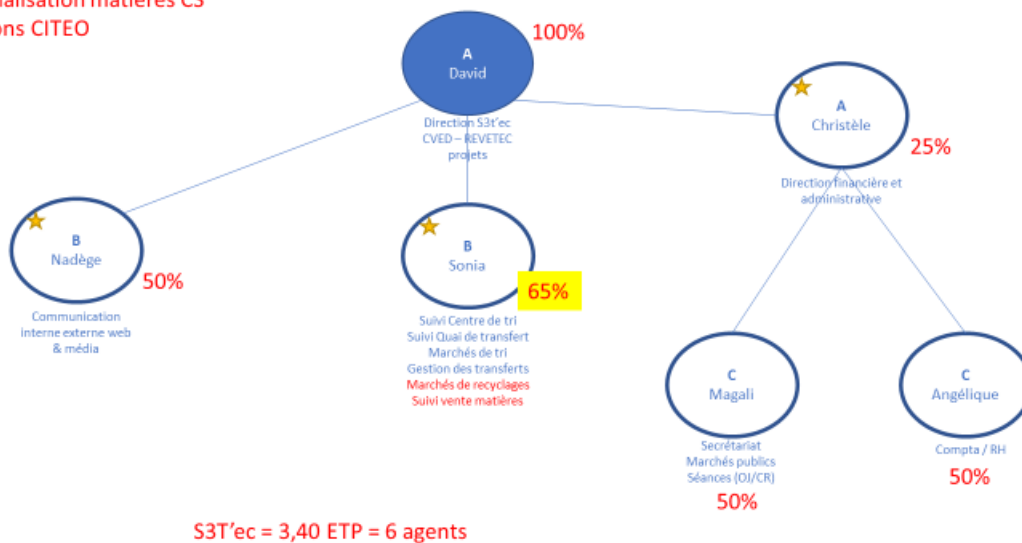 matières CS
CITEO
A
David
100%
Direction S3t'ec
CVED – REVETEC
projets
A
Christèle
25%
Direction financière et
administrative
B
Nadège
50%
Communication
interne externe web
& média
B
Sonia
65%
Suivi Centre de tri
Suivi Quai de transfert
Marchés de tri
Gestion des transferts
Marchés de recyclages
Suivi vente matières
C
Magali
Secrétariat
Marchés publics
Séances (OJ/CR)
50%
C
Angélique
Compta / RH
50%
S3T'ec = 3,40 ETP = 6 agents